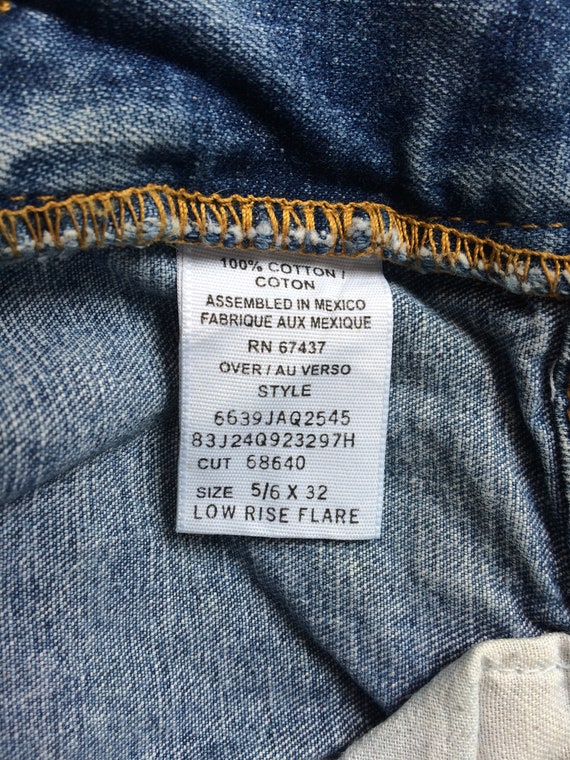 100% COTTON /
COTON
ASSEMBLED IN MEXICO
FABRIQUE AUX MEXIQUE
RN 67437
OVER / AU VERSO
STYLE
6639JAQ2545
83J24Q923297H
CUT 68640
SIZE 5/6 X 32
LOW RISE FLARE